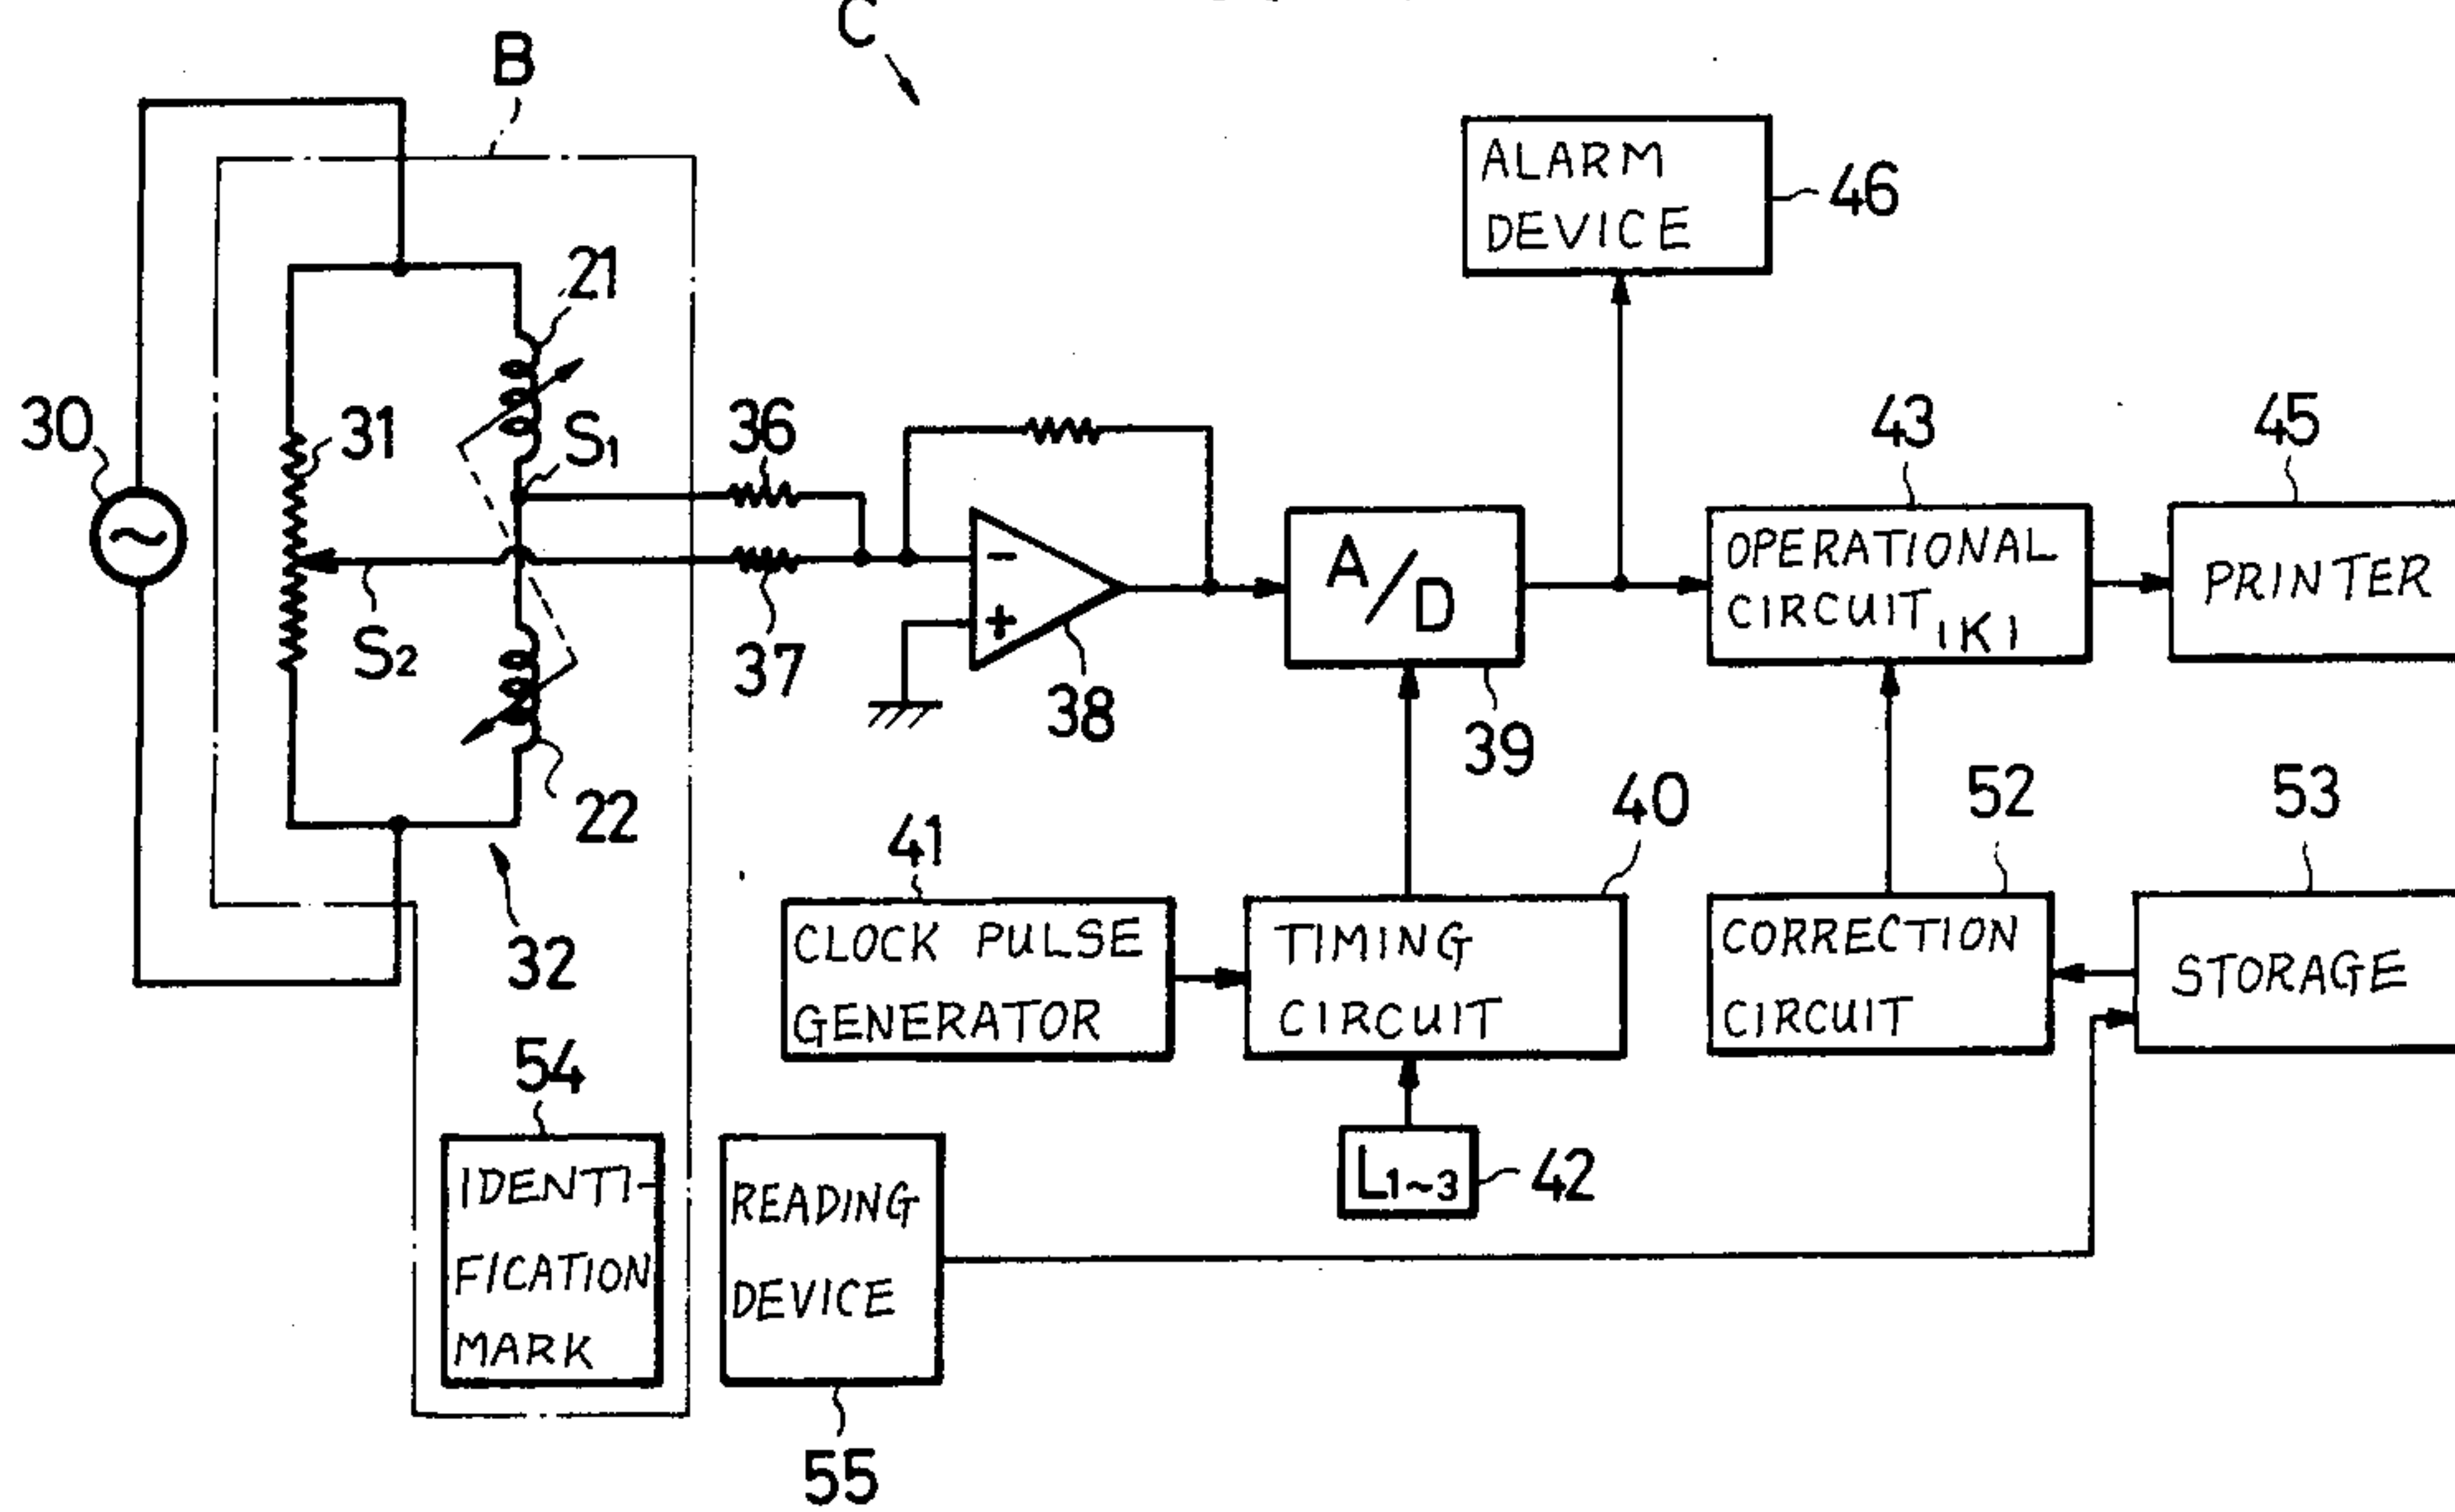 C
B
ALARM
DEVICE
46
21
30
31
S1
36
43
45
A/D
OPERATIONAL
CIRCUIT (K)
PRINTER
-
+
S2
37
38
39
22
40
52
53
41
32
CLOCK PULSE
GENERATOR
TIMING
CIRCUIT
CORRECTION
CIRCUIT
STORAGE
54
IDENTI-
FICATION
MARK
READING
DEVICE
L1~3
42
55